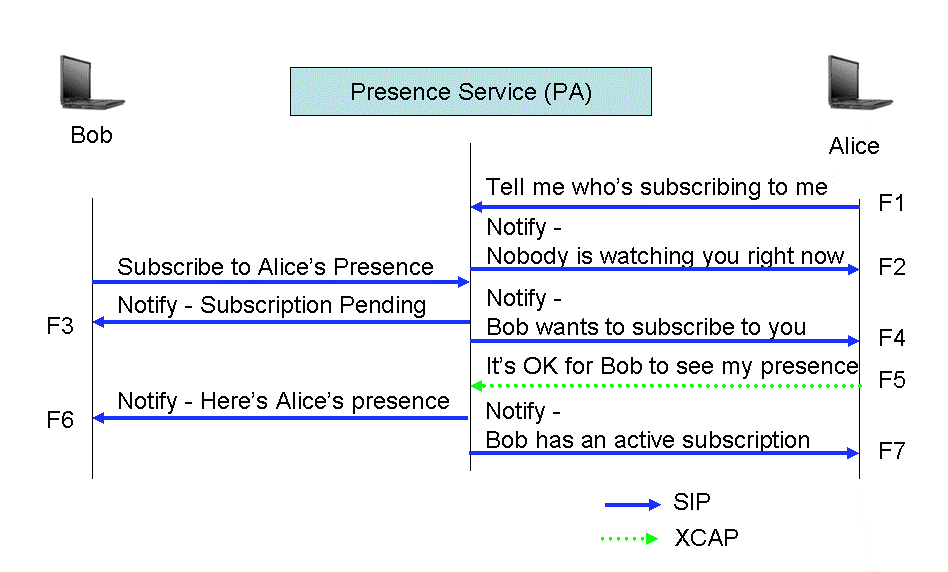 Presence Service (PA)
Bob
Alice
Tell me who's subscribing to me
F1
Notify -
Nobody is watching you right now
F2
Subscribe to Alice's Presence
Notify - Subscription Pending
F3
Notify -
Bob wants to subscribe to you
F4
It's OK for Bob to see my presence
F5
Notify - Here's Alice's presence
F6
Notify -
Bob has an active subscription
F7
SIP
XCAP